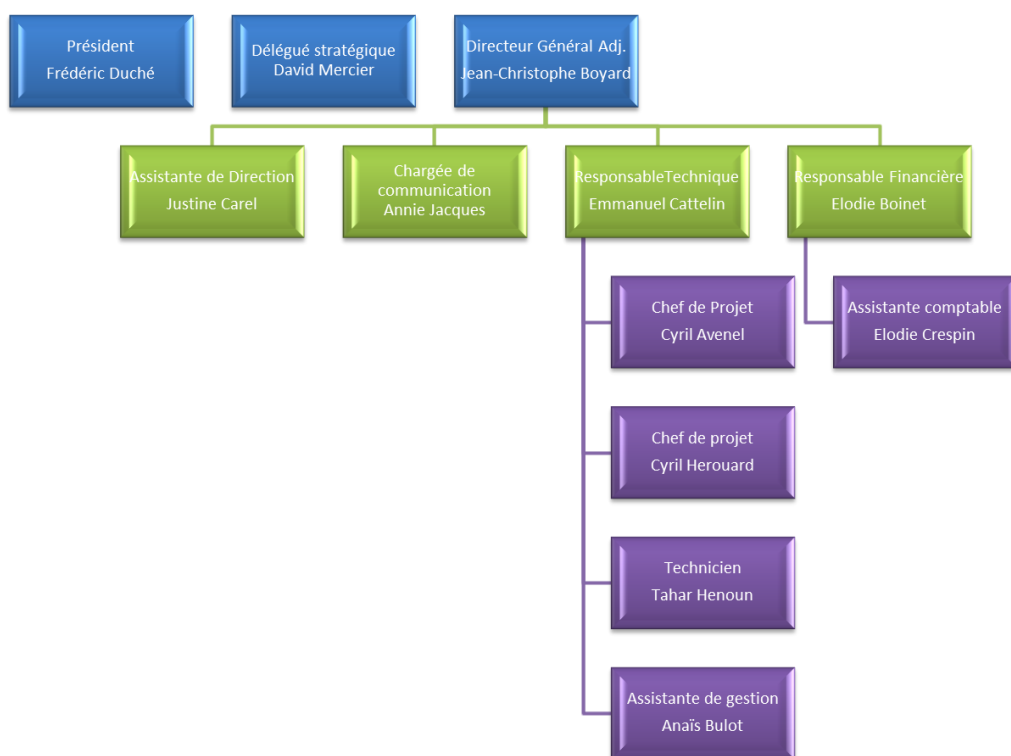 Président
Frédéric Duché
Délégué stratégique
David Mercier
Directeur Général Adj.
Jean-Christophe Boyard
Assistante de Direction
Justine Carel
Chargée de
communication
Annie Jacques
ResponsableTechnique
Emmanuel Cattelin
Responsable Financière
Elodie Boinet
Chef de Projet
Cyril Avenel
Assistante comptable
Elodie Crespin
Chef de projet
Cyril Herouard
Technicien
Tahar Henoun
Assistante de gestion
Anaïs Bulot